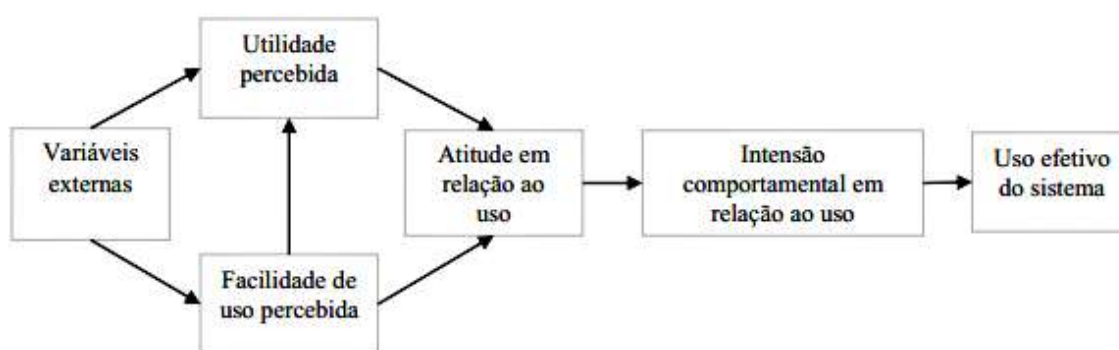 Utilidade
percebida
Variáveis
externas
Atitude em
relação ao
uso
Intensão
comportamental em
relação ao uso
Uso efetivo
do sistema
Facilidade de
uso percebida